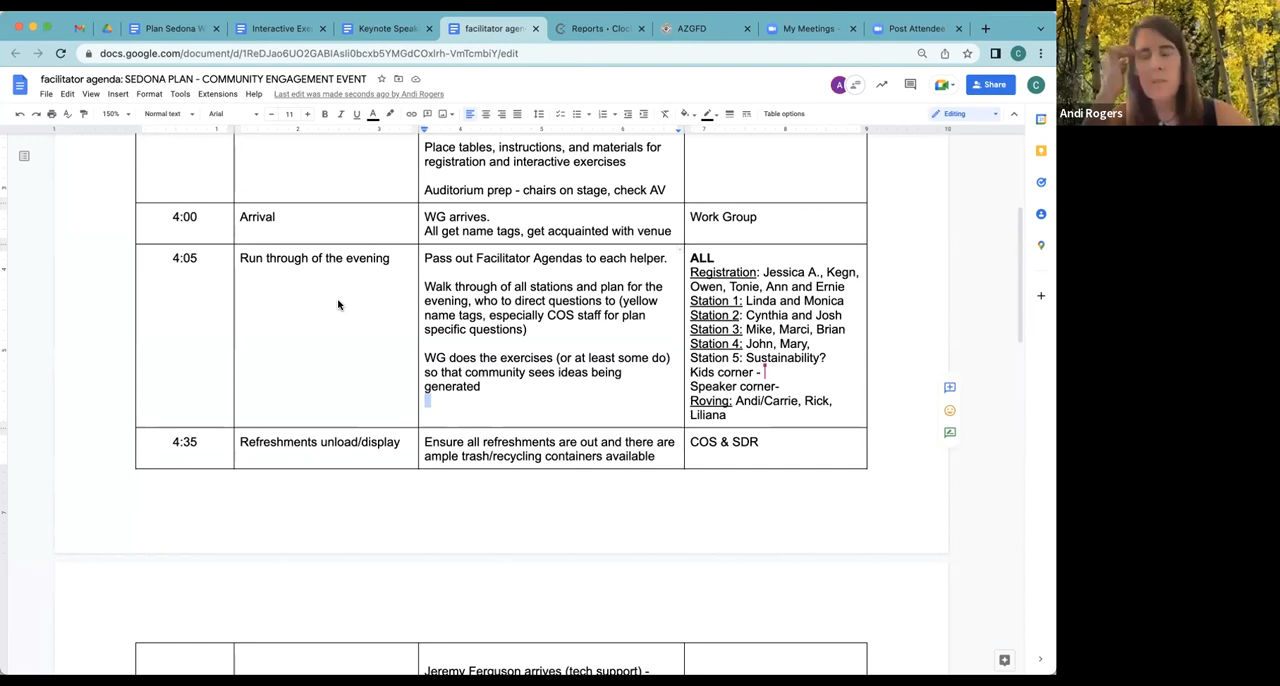 Plan Sedona W
Interactive Exe
Keynote Speak
facilitator agend
Reports - Cloc
AZGFD
My Meetings -
Post Attendee
docs.google.com/document/d/1ReDJao6UO2GABIAsli0bcxb5YMGdCOxIrh-VmTcmbiY/edit
facilitator agenda: SEDONA PLAN - COMMUNITY ENGAGEMENT EVENT
File Edit View Insert Format Tools Extensions Help Last edit was made seconds ago by Andi Rogers
A
Share
C
150% Normal text Arial 11 Table options Editing
Andi Rogers
Place tables, instructions, and materials for
registration and interactive exercises
Auditorium prep - chairs on stage, check AV
4:00
Arrival
WG arrives.
All get name tags, get acquainted with venue
Work Group
4:05
Run through of the evening
Pass out Facilitator Agendas to each helper.
Walk through of all stations and plan for the
evening, who to direct questions to (yellow
name tags, especially COS staff for plan
specific questions)
WG does the exercises (or at least some do)
so that community sees ideas being
generated
ALL
Registration: Jessica A., Kegn,
Owen, Tonie, Ann and Ernie
Station 1: Linda and Monica
Station 2: Cynthia and Josh
Station 3: Mike, Marci, Brian
Station 4: John, Mary,
Station 5: Sustainability?
Kids corner -
Speaker corner-
Roving: Andi/Carrie, Rick,
Liliana
4:35
Refreshments unload/display
Ensure all refreshments are out and there are
ample trash/recycling containers available
COS & SDR
Jeremy Ferguson arrives (tech support) -